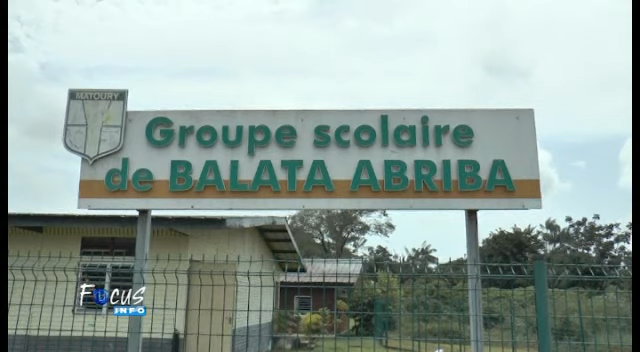 MATOURY
Groupe scolaire
de BALATA ABRIBA
FOCUS
INFO